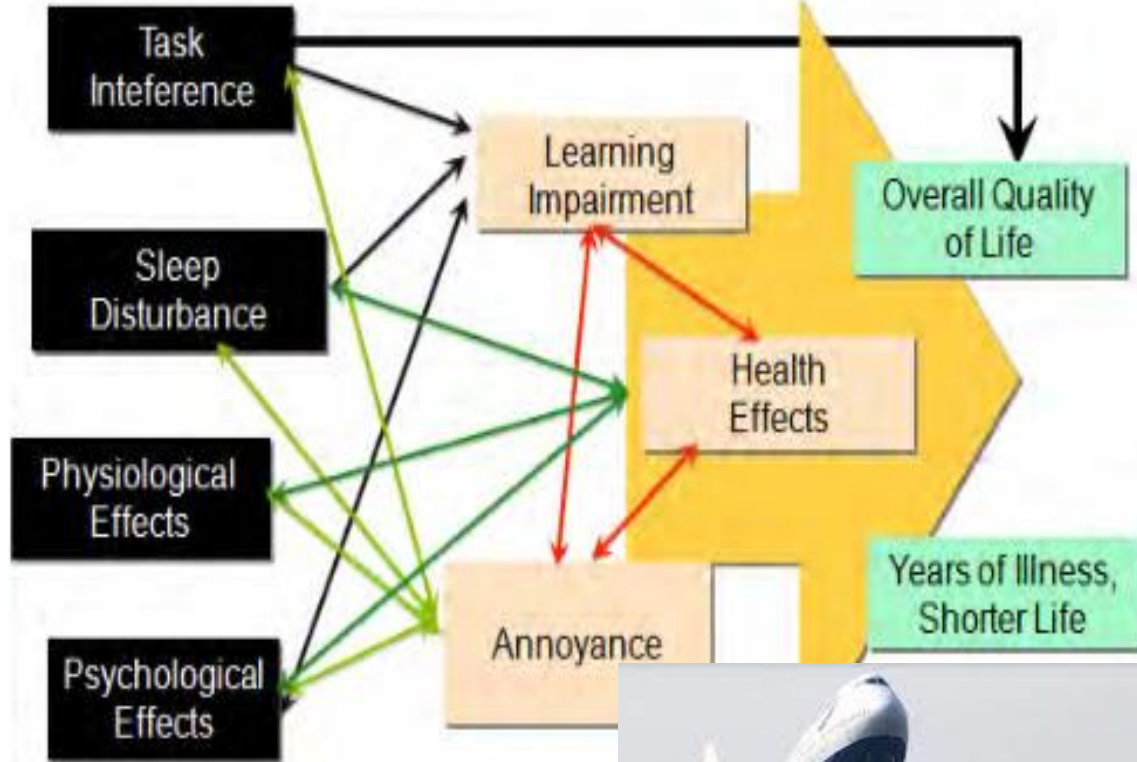 Task
Inteference
Learning
Impairment
Overall Quality
of Life
Sleep
Disturbance
Health
Effects
Physiological
Effects
Years of Illness,
Shorter Life
Annoyance
Psychological
Effects